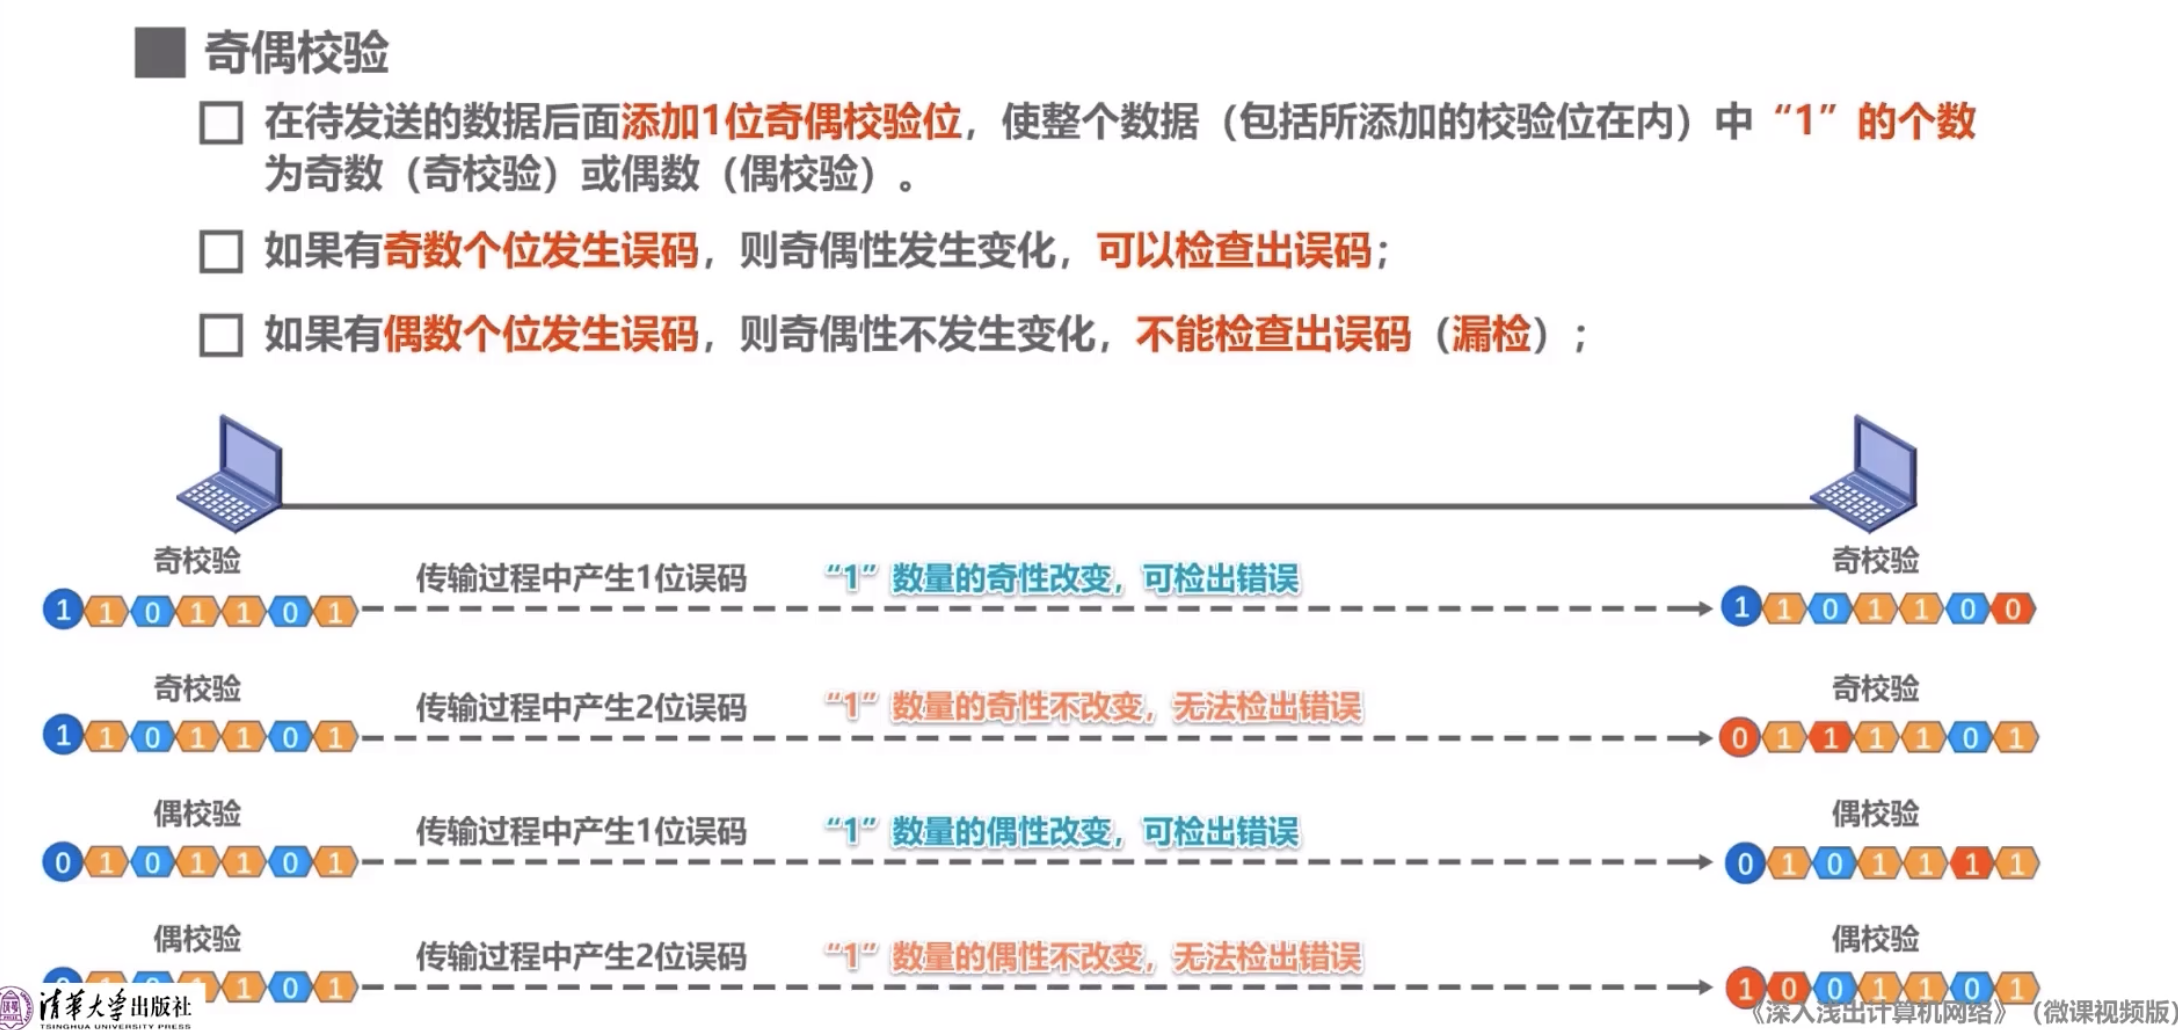 奇偶校验
在待发送的数据后面添加1位奇偶校验位，使整个数据（包括所添加的校验位在内）中“1”的个数
为奇数（奇校验）或偶数（偶校验）。
如果有奇数个位发生误码，则奇偶性发生变化，可以检查出误码；
如果有偶数个位发生误码，则奇偶性不发生变化，不能检查出误码（漏检）；
奇校验 奇校验
传输过程中产生1位误码 “1”数量的奇性改变，可检出错误
1 1 0 1 1 0 1 1 1 0 1 1 0 0
奇校验 奇校验
传输过程中产生2位误码 “1”数量的奇性不改变，无法检出错误
1 1 0 1 1 0 1 0 1 1 1 1 0 1
偶校验 偶校验
传输过程中产生1位误码 “1”数量的偶性改变，可检出错误
0 1 0 1 1 0 1 0 1 0 1 1 1 1
偶校验 偶校验
传输过程中产生2位误码 “1”数量的偶性不改变，无法检出错误
1 0 1 1 0 0 1 1 0 1
清华大学出版社
TSINGHUA UNIVERSITY PRESS
《深入浅出计算机网络》（微课视频版）